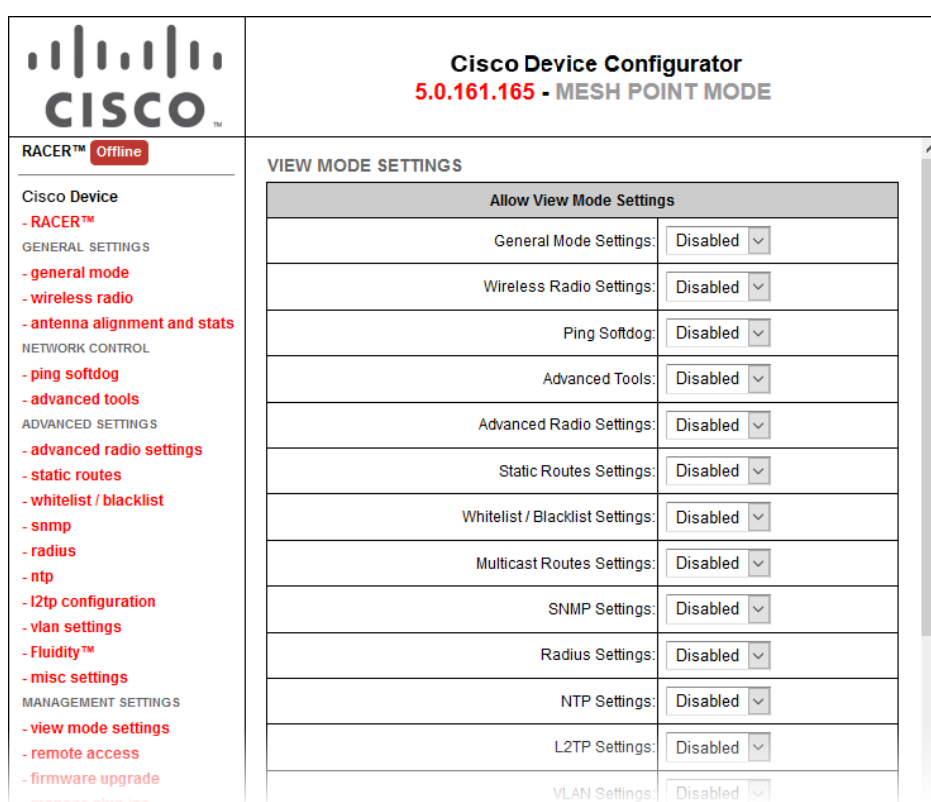 CISCO™
Cisco Device Configurator
5.0.161.165 - MESH POINT MODE
RACER™ Offline
Cisco Device
- RACER™
GENERAL SETTINGS
- general mode
- wireless radio
- antenna alignment and stats
NETWORK CONTROL
- ping softdog
- advanced tools
ADVANCED SETTINGS
- advanced radio settings
- static routes
- whitelist / blacklist
- snmp
- radius
- ntp
- l2tp configuration
- vlan settings
- Fluidity™
- misc settings
MANAGEMENT SETTINGS
- view mode settings
- remote access
- firmware upgrade
VIEW MODE SETTINGS
Allow View Mode Settings
General Mode Settings: Disabled
Wireless Radio Settings: Disabled
Ping Softdog: Disabled
Advanced Tools: Disabled
Advanced Radio Settings: Disabled
Static Routes Settings: Disabled
Whitelist / Blacklist Settings: Disabled
Multicast Routes Settings: Disabled
SNMP Settings: Disabled
Radius Settings: Disabled
NTP Settings: Disabled
L2TP Settings: Disabled
VLAN Settings: Disabled